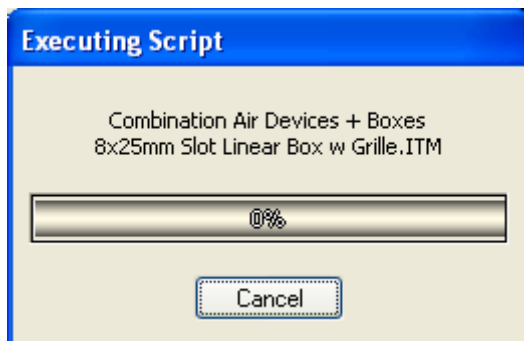 Executing Script
Combination Air Devices + Boxes
8x25mm Slot Linear Box w Grille.ITM
0%
Cancel